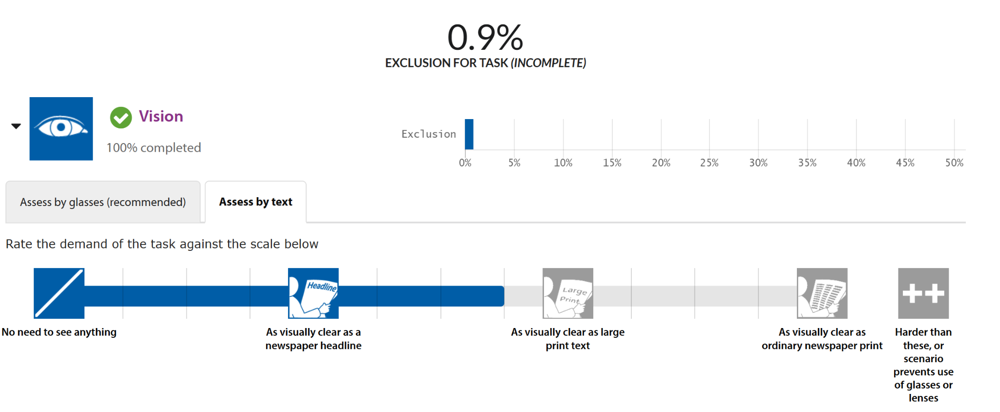 0.9%
EXCLUSION FOR TASK (INCOMPLETE)
Vision
100% completed
Exclusion
0% 5% 10% 15% 20% 25% 30% 35% 40% 45% 50%
Assess by glasses (recommended)
Assess by text
Rate the demand of the task against the scale below
Headline
Large
Print
++
No need to see anything
As visually clear as a
newspaper headline
As visually clear as large
print text
As visually clear as
ordinary newspaper print
Harder than
these, or
scenario
prevents use
of glasses or
lenses